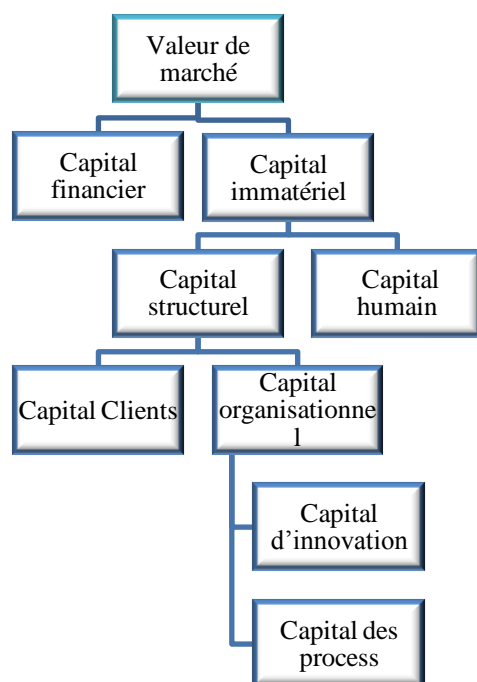 Valeur de
marché
Capital
financier
Capital
immatériel
Capital
structurel
Capital
humain
Capital Clients
Capital
organisationne
l
Capital
d’innovation
Capital des
process